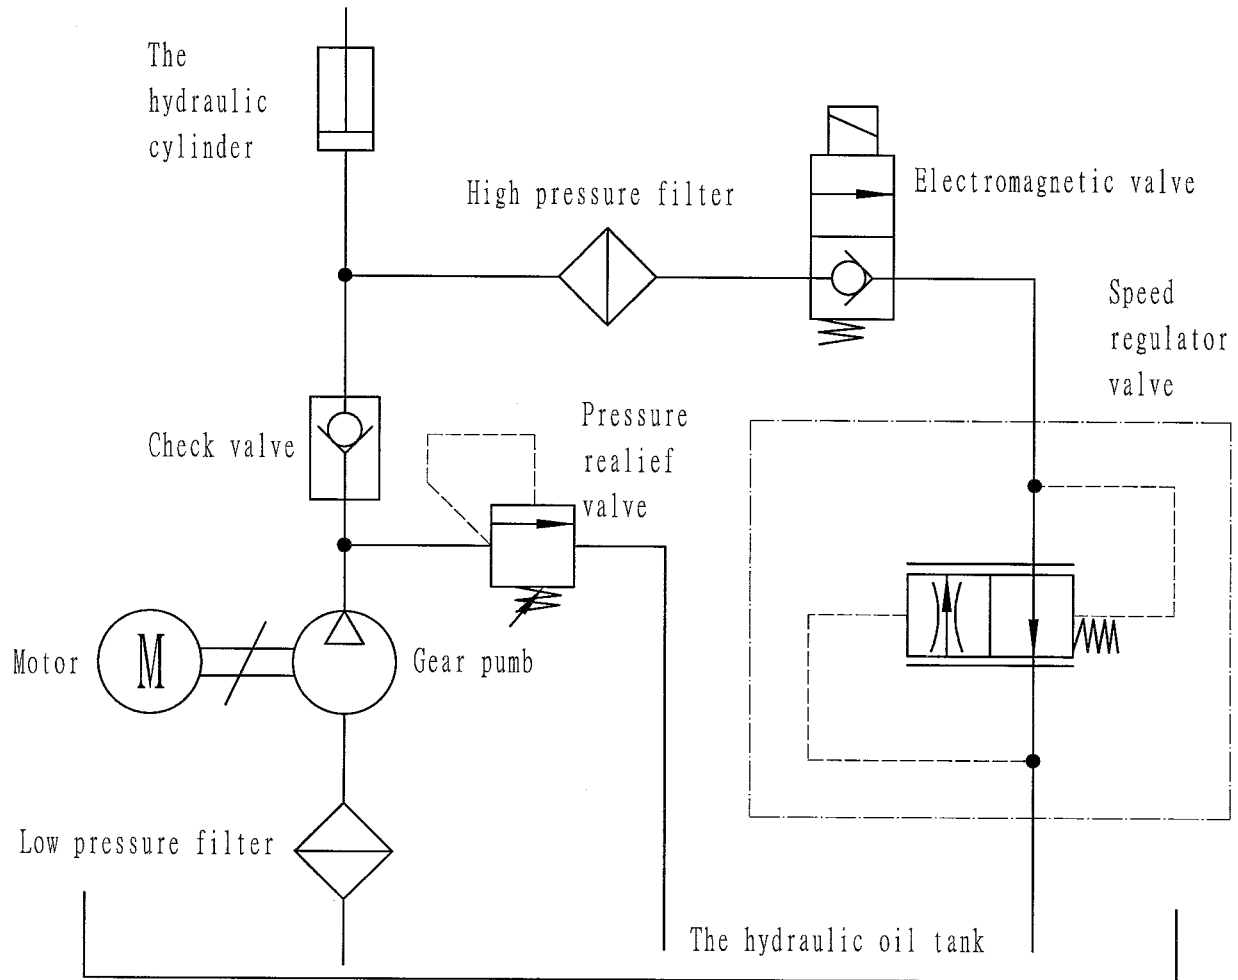 The
hydraulic
cylinder
High pressure filter
Electromagnetic valve
Speed
regulator
valve
Pressure
realief
valve
Check valve
Motor
M
Gear pumb
Low pressure filter
The hydraulic oil tank